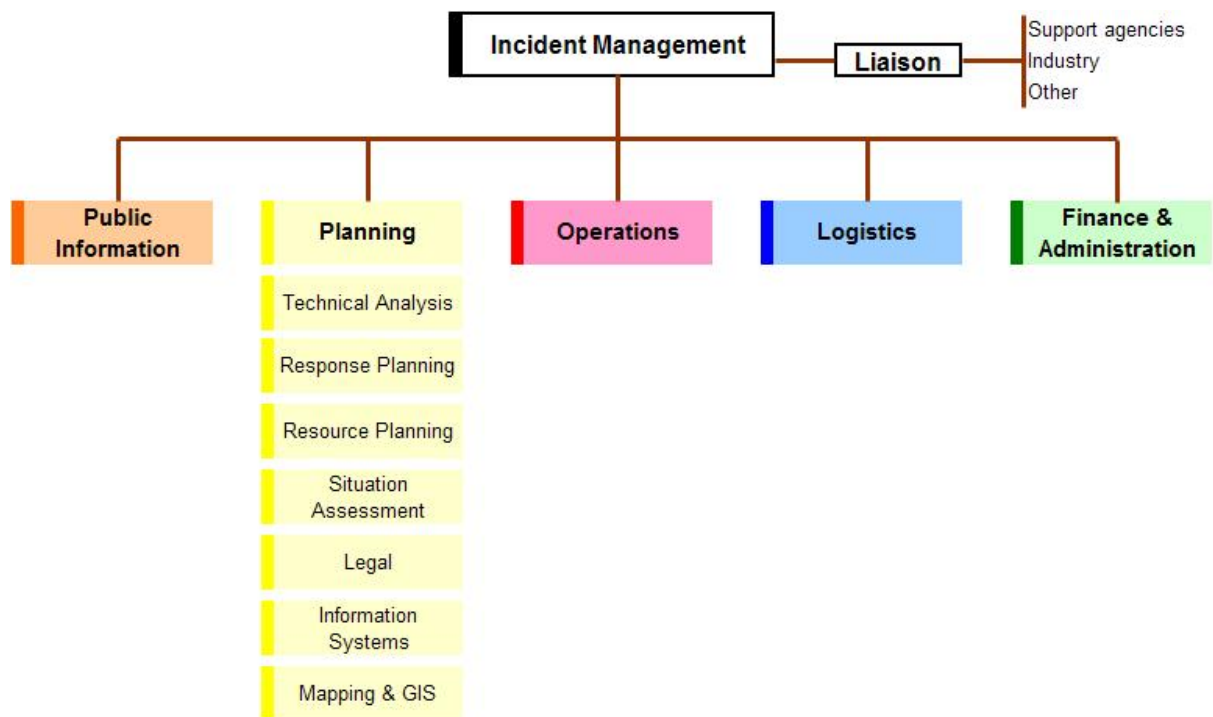 Incident Management
Liaison
Support agencies
Industry
Other
Public
Information
Planning
Operations
Logistics
Finance &
Administration
Technical Analysis
Response Planning
Resource Planning
Situation
Assessment
Legal
Information
Systems
Mapping & GIS